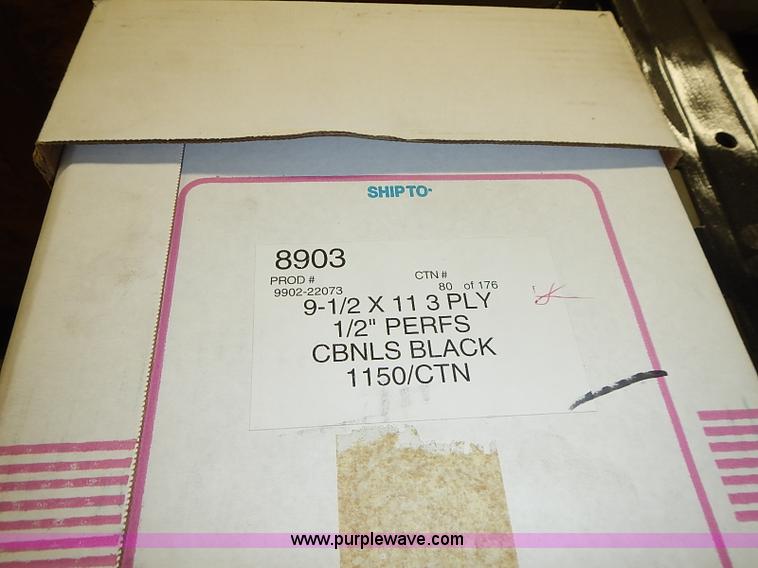 SHIP TO·
8903
PROD # CTN #
9902-22073 80 of 176
9-1/2 X 11 3 PLY
1/2" PERFS
CBNLS BLACK
1150/CTN
www.purplewave.com